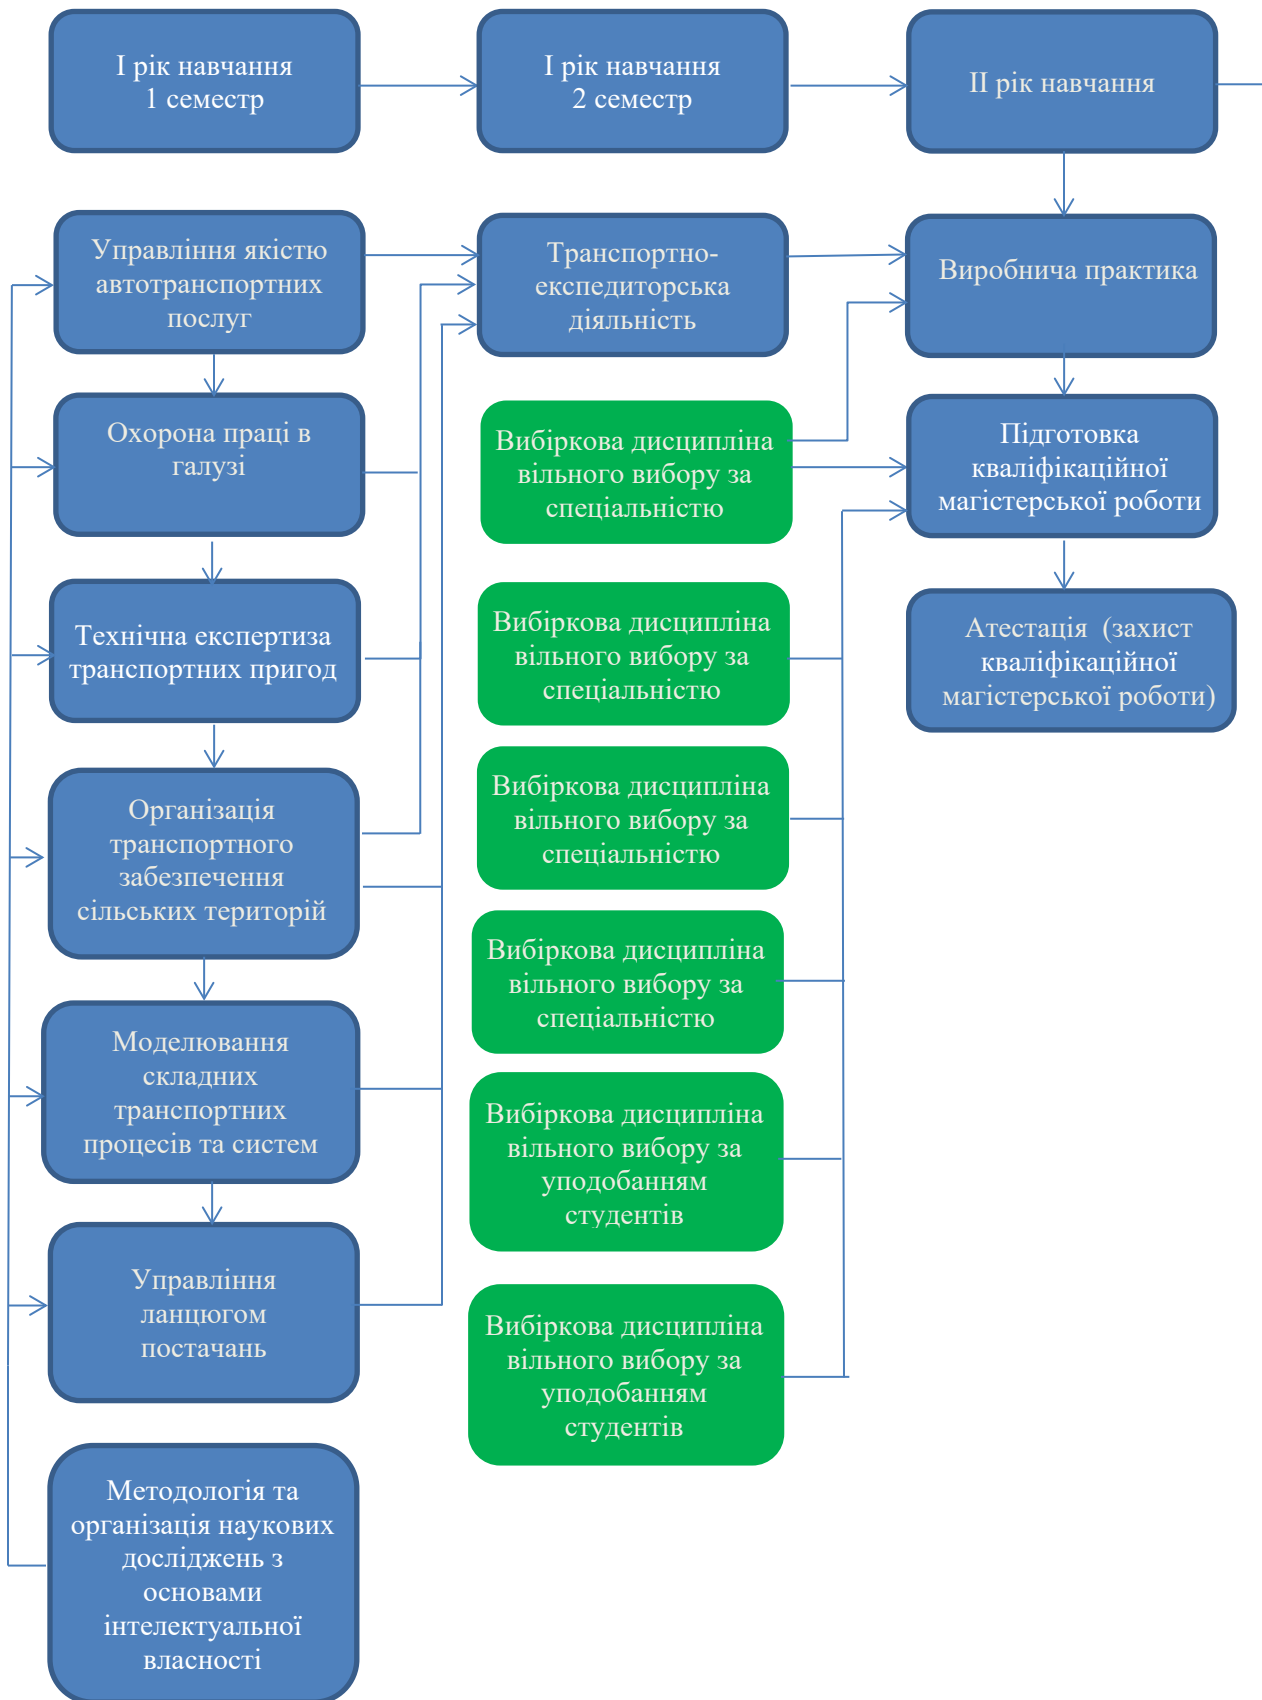 І рік навчання
1 семестр
І рік навчання
2 семестр
ІІ рік навчання
Управління якістю
автотранспортних
послуг
Охорона праці в
галузі
Технічна експертиза
транспортних пригод
Організація
транспортного
забезпечення
сільських територій
Моделювання
складних
транспортних
процесів та систем
Управління
ланцюгом
постачань
Методологія та
організація наукових
досліджень з
основами
інтелектуальної
власності
Транспортно-
експедиторська
діяльність
Вибіркова дисципліна
вільного вибору за
спеціальністю
Вибіркова дисципліна
вільного вибору за
спеціальністю
Вибіркова дисципліна
вільного вибору за
спеціальністю
Вибіркова дисципліна
вільного вибору за
спеціальністю
Вибіркова дисципліна
вільного вибору за
уподобанням
студентів
Вибіркова дисципліна
вільного вибору за
уподобанням
студентів
Виробнича практика
Підготовка
кваліфікаційної
магістерської роботи
Атестація (захист
кваліфікаційної
магістерської роботи)